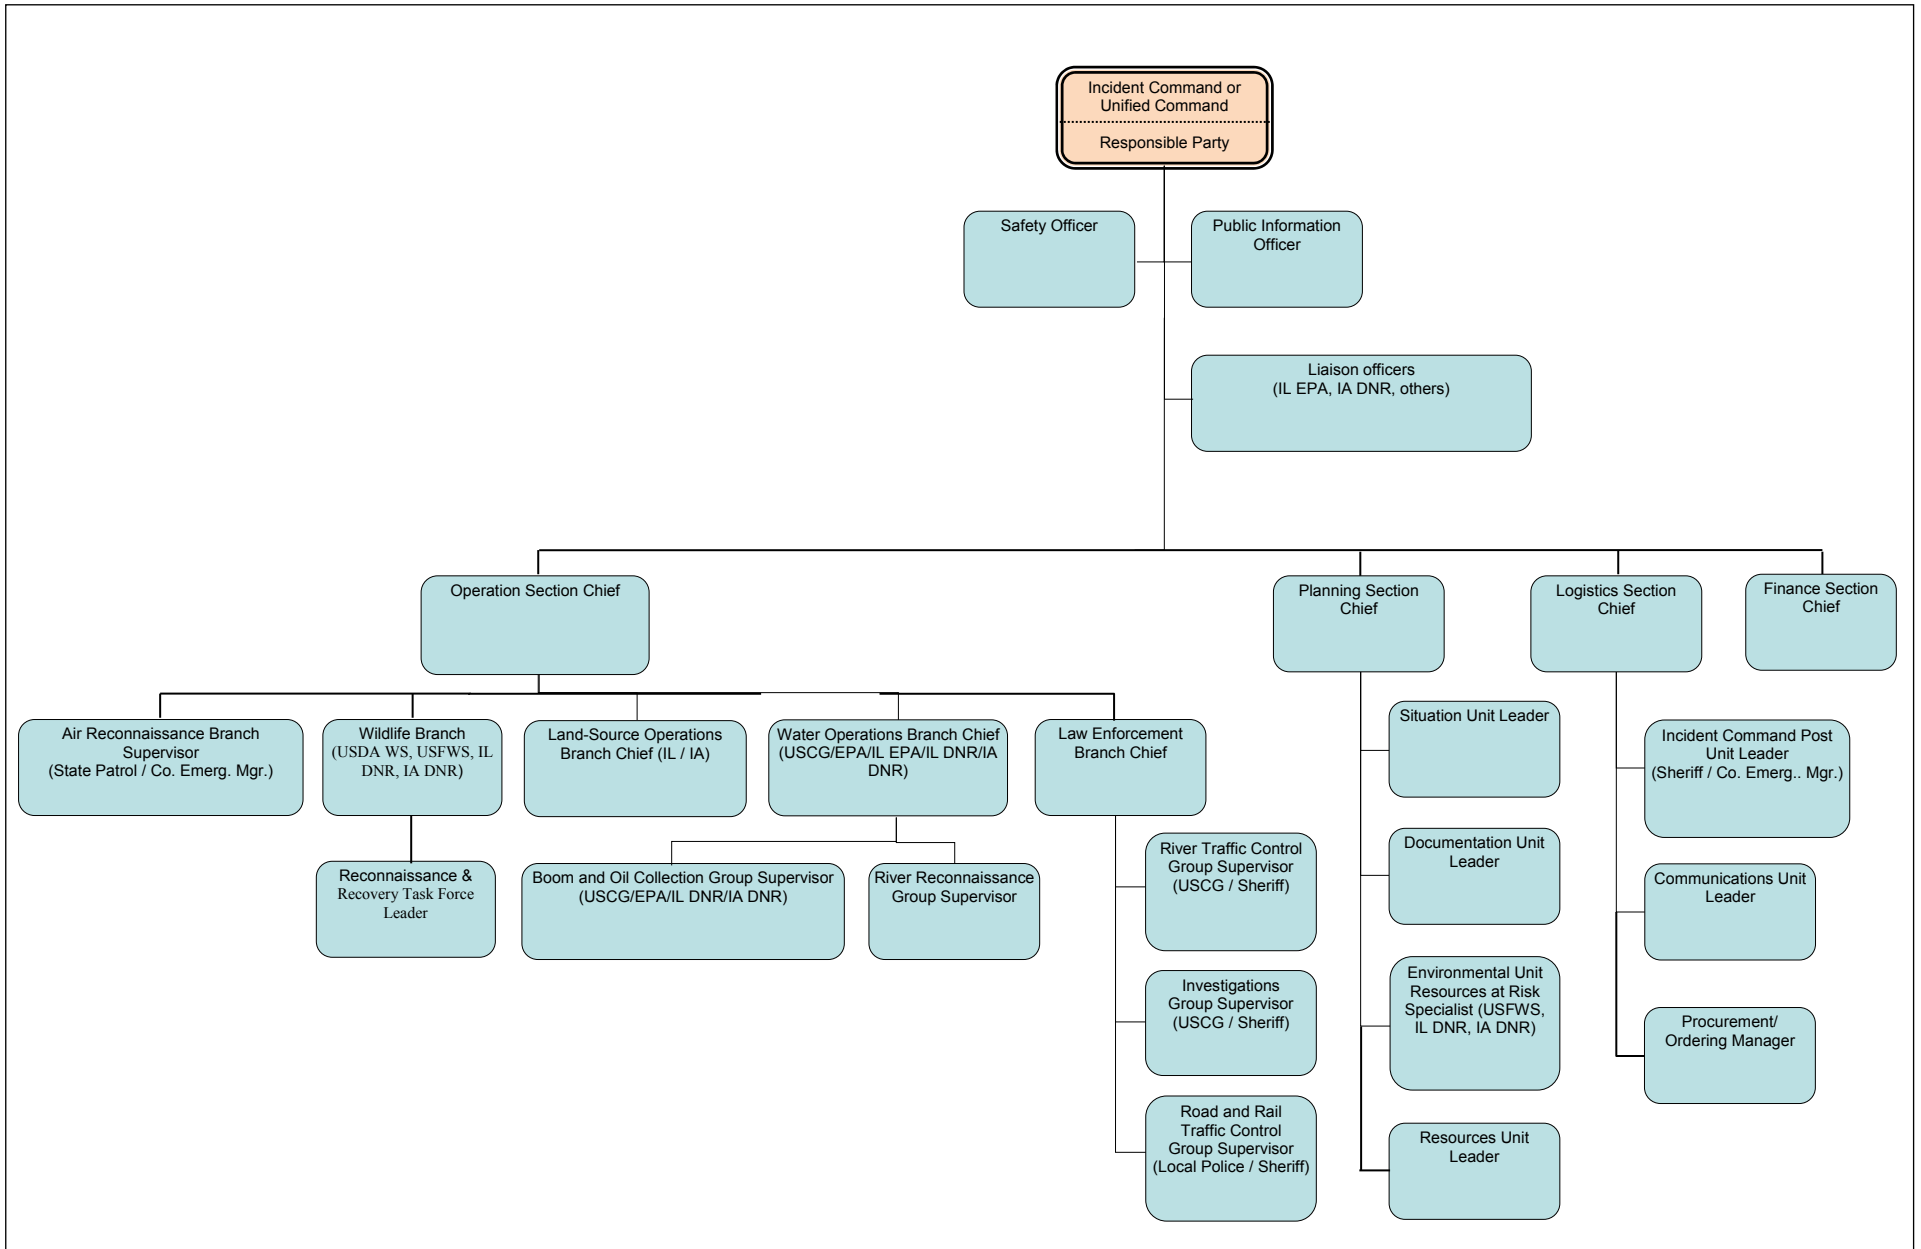 Incident Command or
Unified Command
Responsible Party
Safety Officer
Public Information
Officer
Liaison officers
(IL EPA, IA DNR, others)
Operation Section Chief
Planning Section
Chief
Logistics Section
Chief
Finance Section
Chief
Air Reconnaissance Branch
Supervisor
(State Patrol / Co. Emerg. Mgr.)
Wildlife Branch
(USDA WS, USFWS, IL
DNR, IA DNR)
Land-Source Operations
Branch Chief (IL / IA)
Water Operations Branch Chief
(USCG/EPA/IL EPA/IL DNR/IA
DNR)
Law Enforcement
Branch Chief
Reconnaissance &
Recovery Task Force
Leader
Boom and Oil Collection Group Supervisor
(USCG/EPA/IL DNR/IA DNR)
River Reconnaissance
Group Supervisor
River Traffic Control
Group Supervisor
(USCG / Sheriff)
Investigations
Group Supervisor
(USCG / Sheriff)
Road and Rail
Traffic Control
Group Supervisor
(Local Police / Sheriff)
Situation Unit Leader
Documentation Unit
Leader
Environmental Unit
Resources at Risk
Specialist (USFWS,
IL DNR, IA DNR)
Resources Unit
Leader
Incident Command Post
Unit Leader
(Sheriff / Co. Emerg.. Mgr.)
Communications Unit
Leader
Procurement/
Ordering Manager